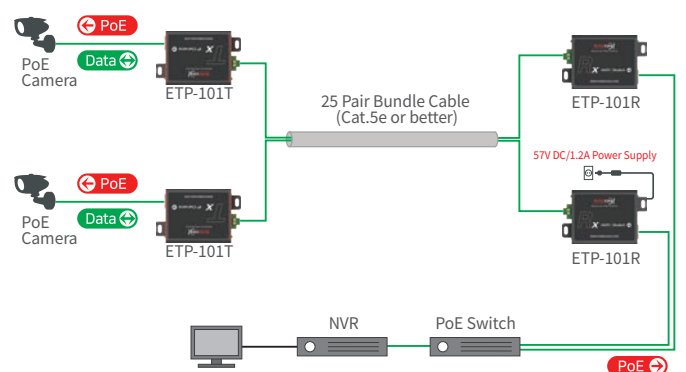 PoE
Data
PoE
Camera
ETP-101T
25 Pair Bundle Cable
(Cat.5e or better)
ETP-101R
57V DC/1.2A Power Supply
PoE
Data
PoE
Camera
ETP-101T
ETP-101R
NVR
PoE Switch
PoE